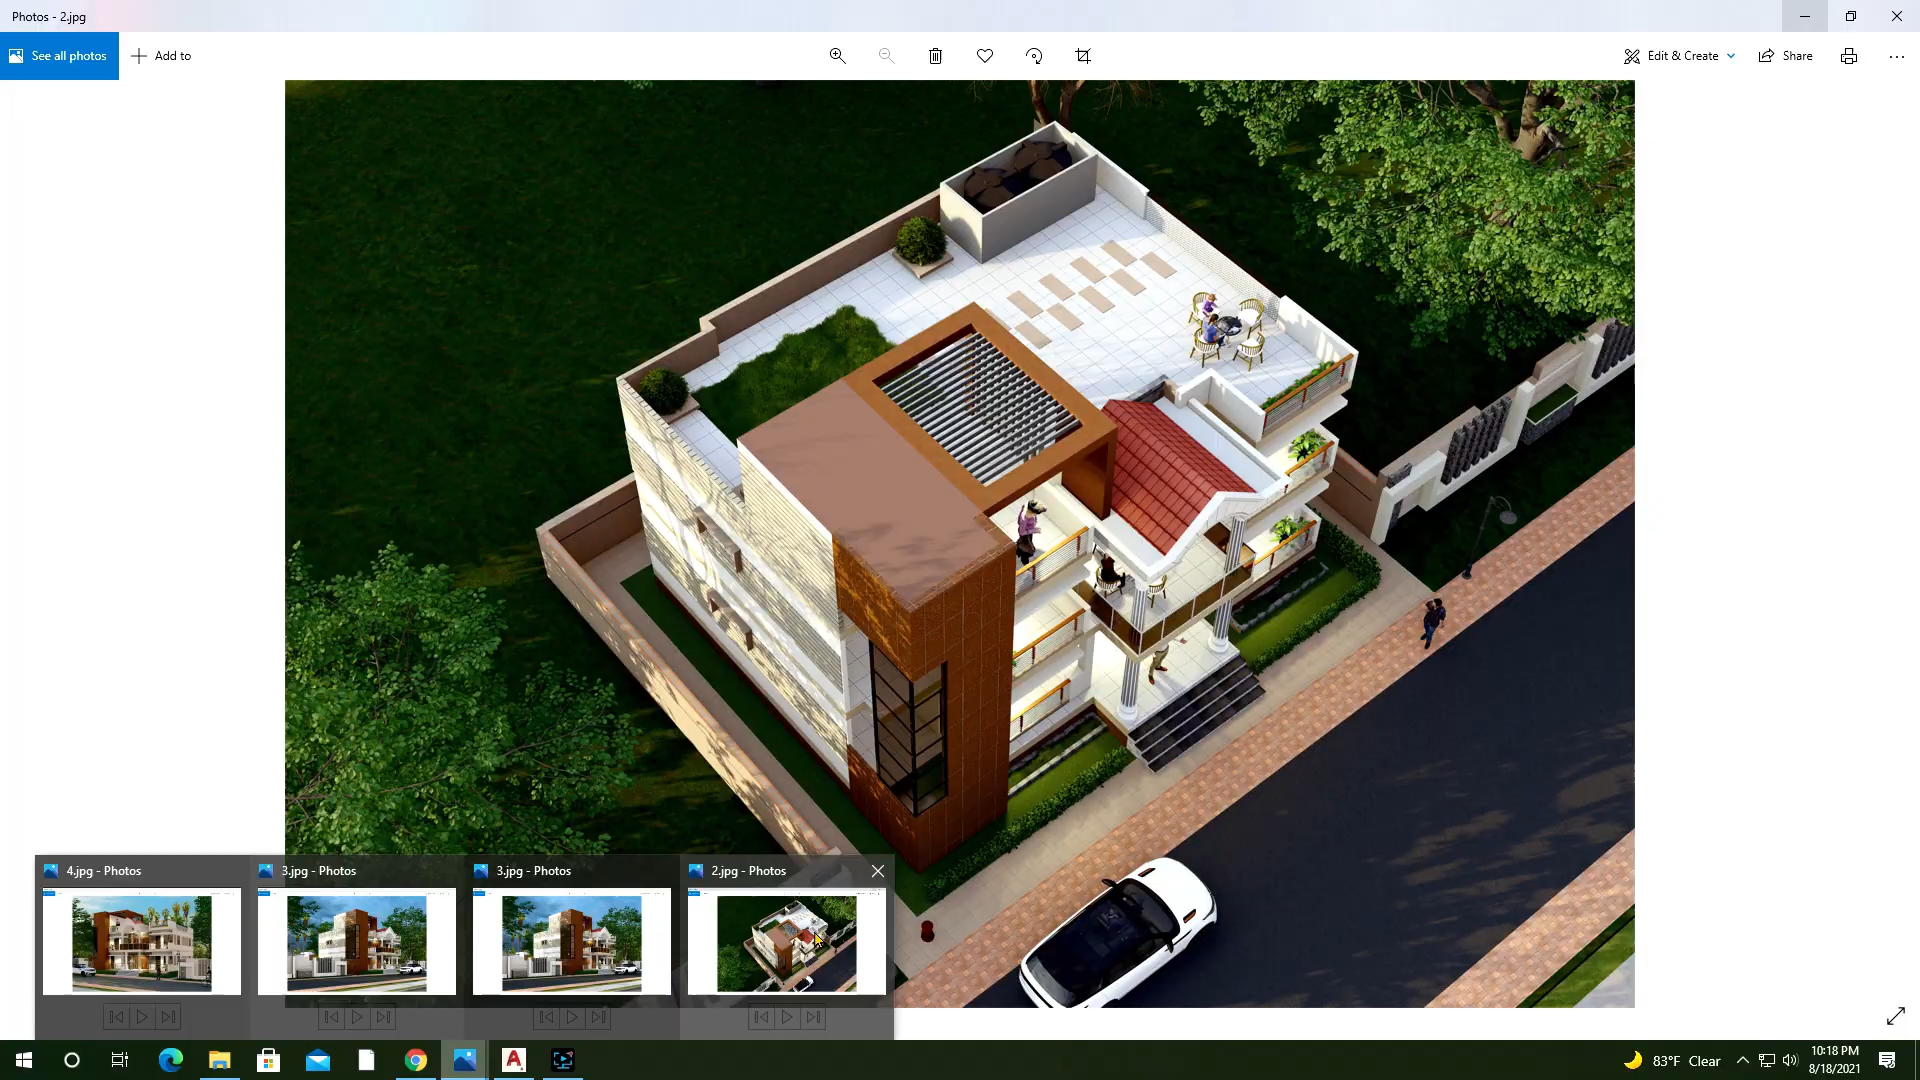 Photos - 2.jpg
See all photos
Add to
Edit & Create
Share
4.jpg - Photos
3.jpg - Photos
3.jpg - Photos
2.jpg - Photos
83°F Clear
10:18 PM
8/18/2021